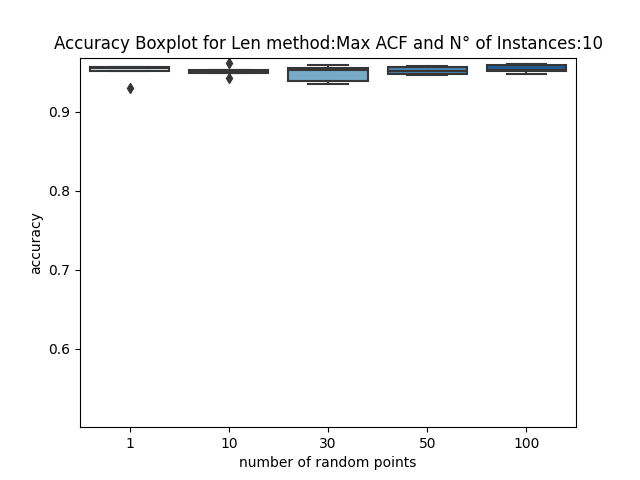 Accuracy Boxplot for Len method:Max ACF and N° of Instances:10
accuracy
0.9
0.8
0.7
0.6
1 10 30 50 100
number of random points